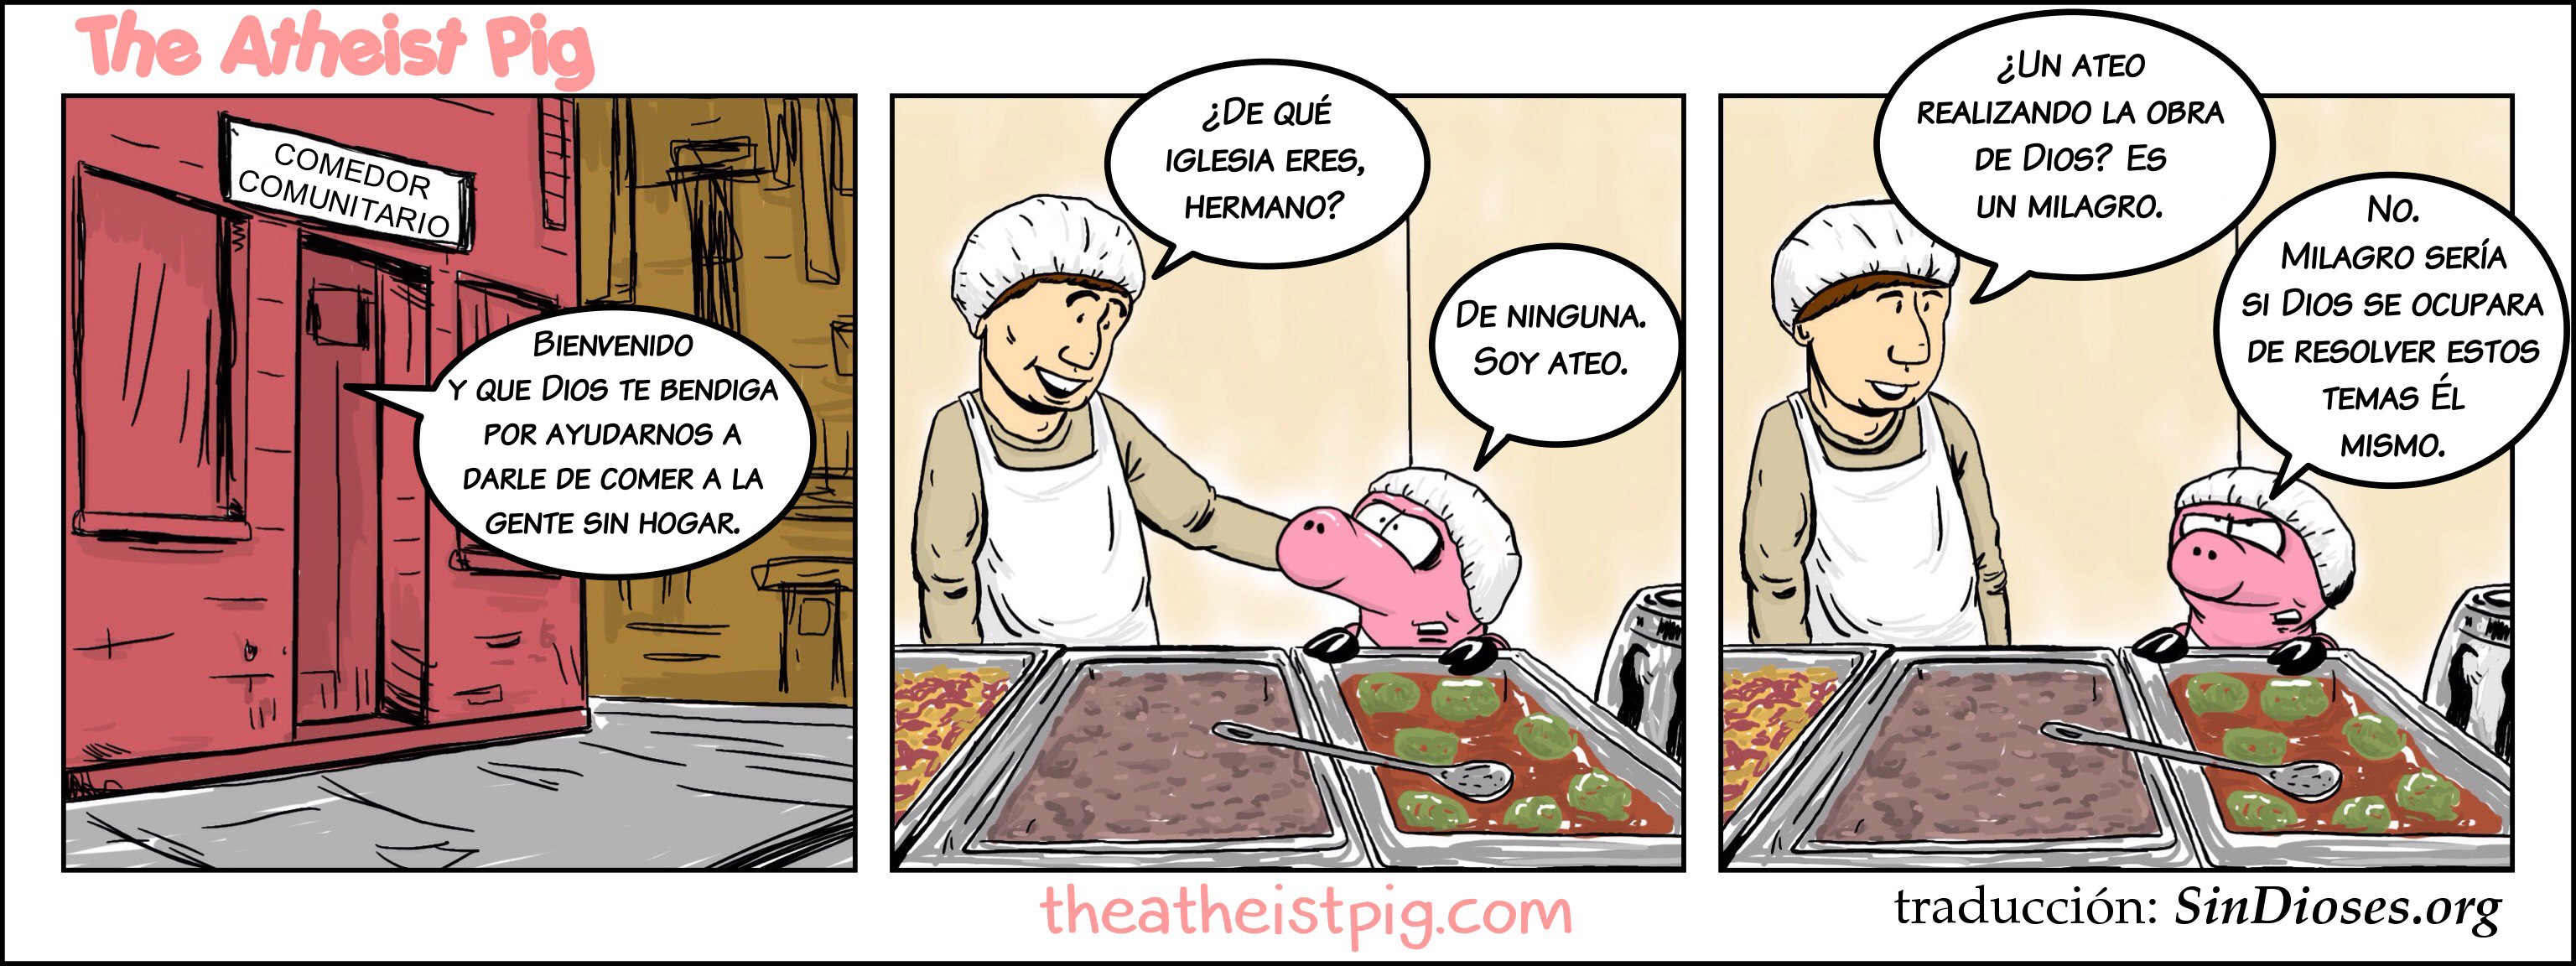 The Atheist Pig
COMEDOR
COMUNITARIO
BIENVENIDO
Y QUE DIOS TE BENDIGA
POR AYUDARNOS A
DARLE DE COMER A LA
GENTE SIN HOGAR.
¿DE QUÉ
IGLESIA ERES,
HERMANO?
DE NINGUNA.
SOY ATEO.
¿UN ATEO
REALIZANDO LA OBRA
DE DIOS? ES
UN MILAGRO.
NO.
MILAGRO SERÍA
SI DIOS SE OCUPARA
DE RESOLVER ESTOS
TEMAS ÉL
MISMO.
theatheistpig.com
traducción: SinDioses.org